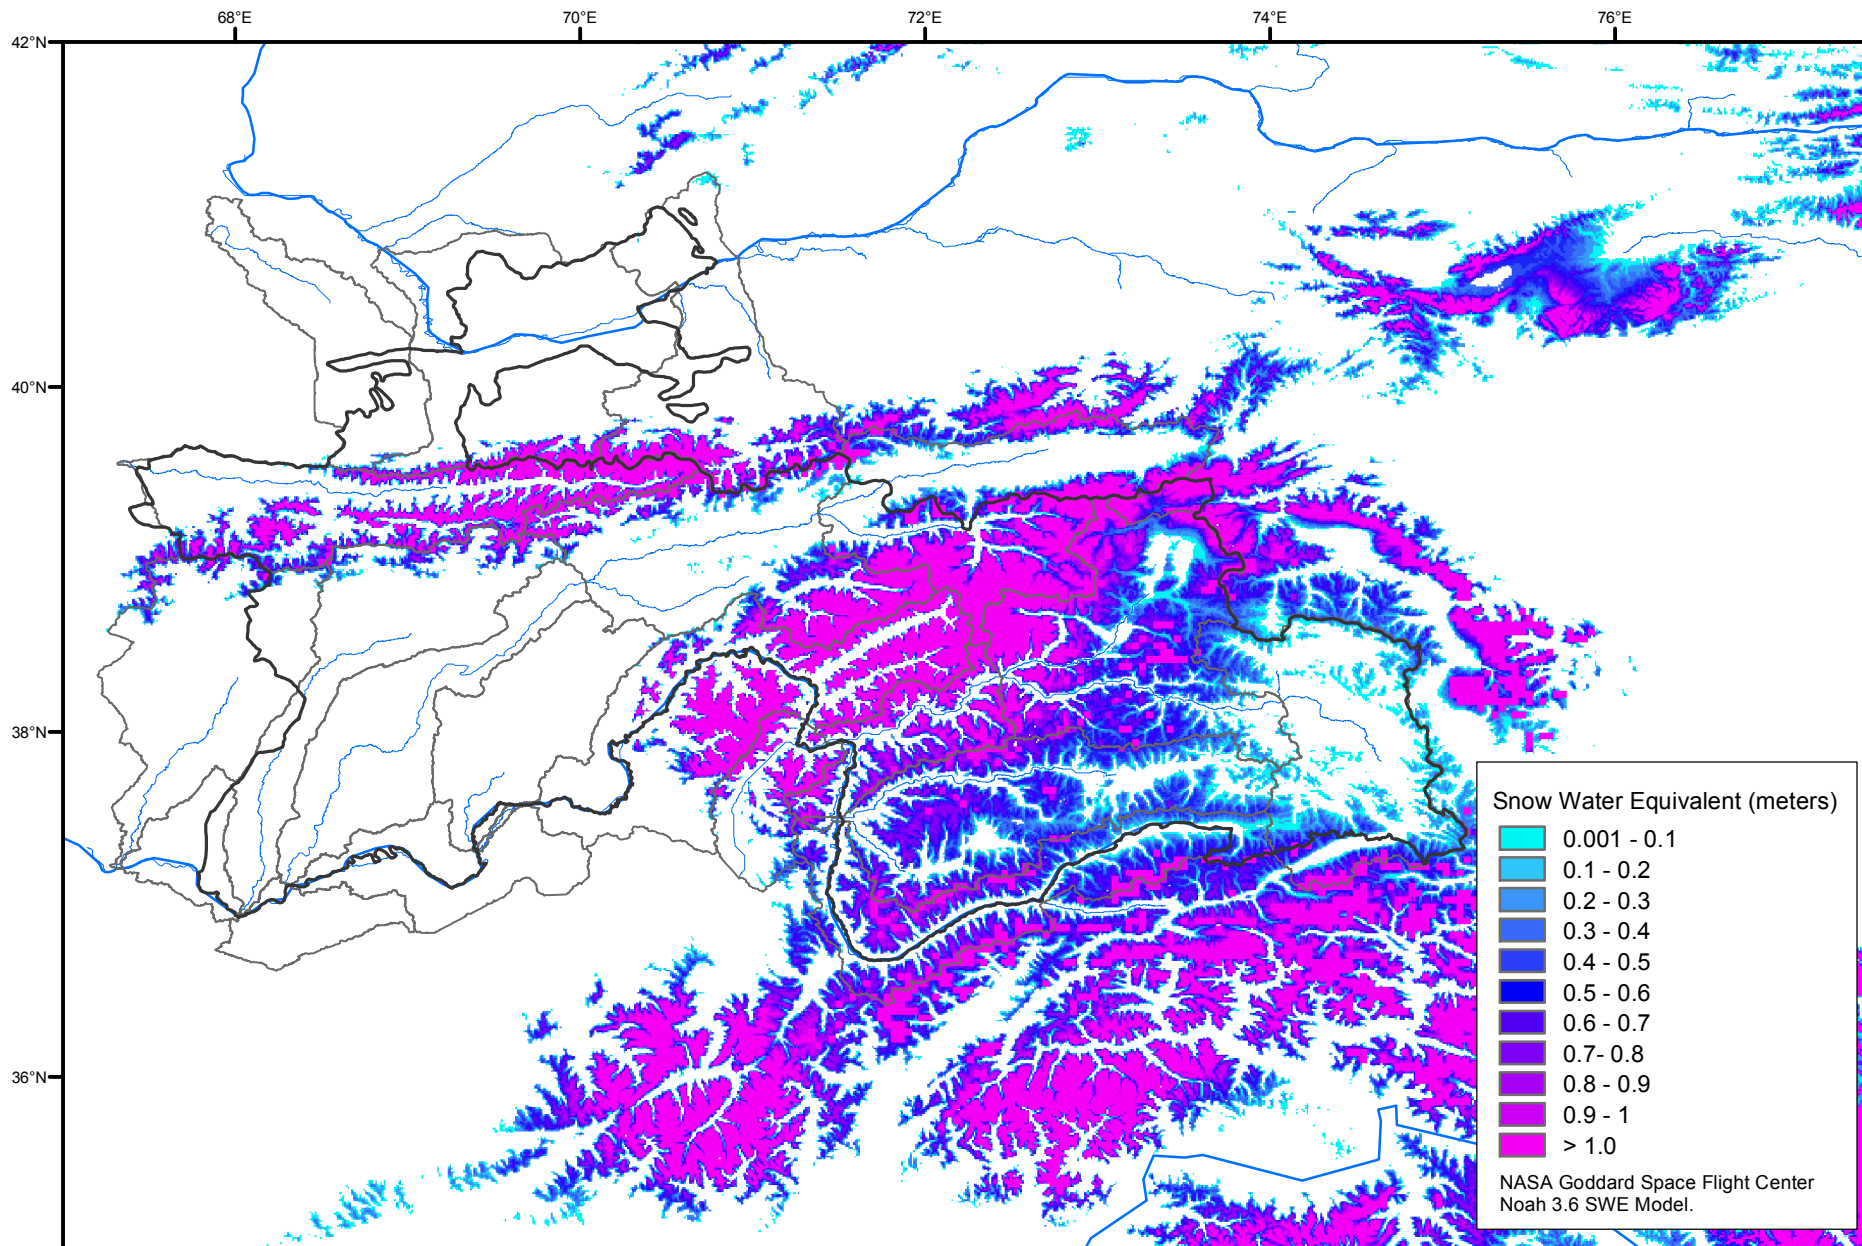 68°E 70°E 72°E 74°E 76°E
42°N
40°N
38°N
36°N
Snow Water Equivalent (meters)
0.001 - 0.1
0.1 - 0.2
0.2 - 0.3
0.3 - 0.4
0.4 - 0.5
0.5 - 0.6
0.6 - 0.7
0.7- 0.8
0.8 - 0.9
0.9 - 1
> 1.0
NASA Goddard Space Flight Center
Noah 3.6 SWE Model.